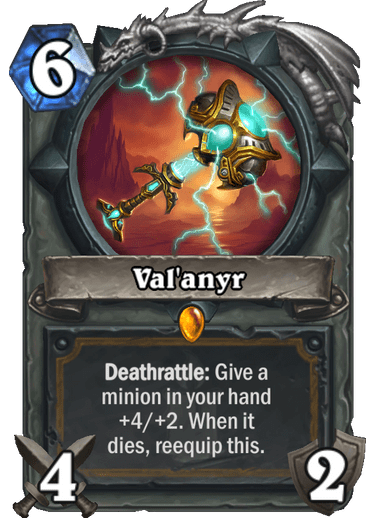 6
Val'anyr
Deathrattle: Give a
minion in your hand
+4/+2. When it
dies, reequip this.
4
2